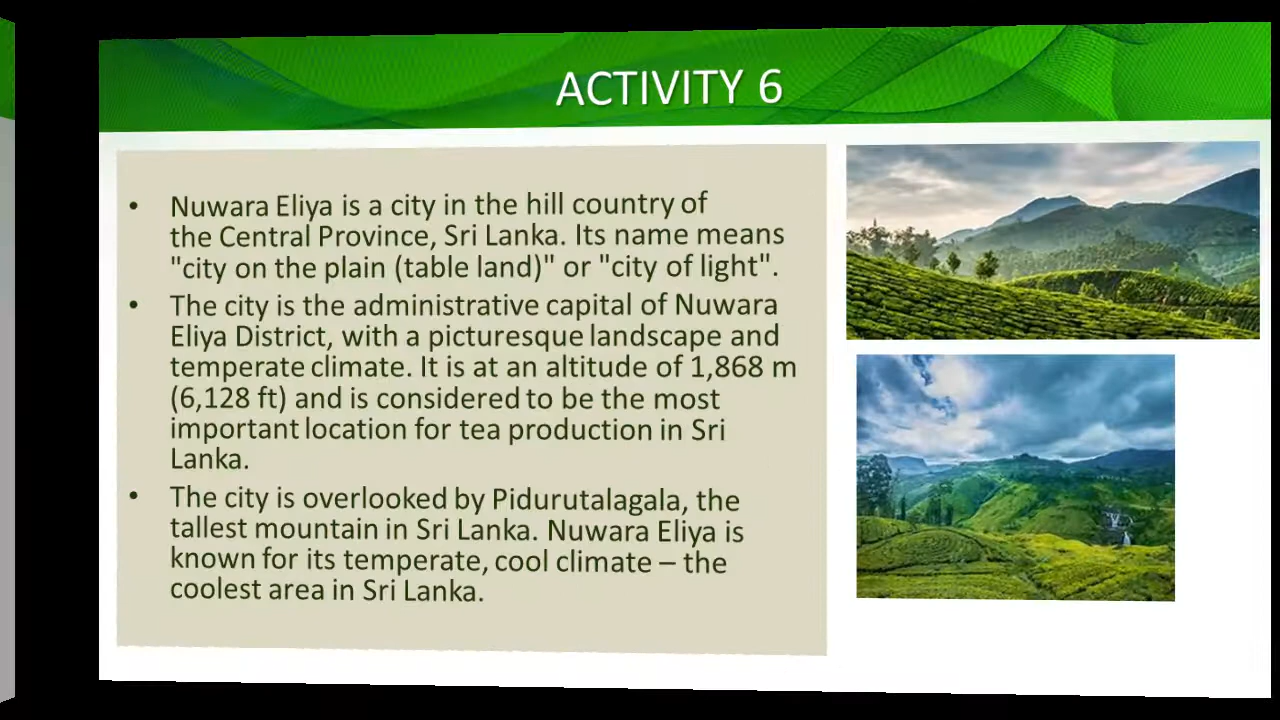 ACTIVITY 6
• Nuwara Eliya is a city in the hill country of
the Central Province, Sri Lanka. Its name means
"city on the plain (table land)" or "city of light".
• The city is the administrative capital of Nuwara
Eliya District, with a picturesque landscape and
temperate climate. It is at an altitude of 1,868 m
(6,128 ft) and is considered to be the most
important location for tea production in Sri
Lanka.
• The city is overlooked by Pidurutalagala, the
tallest mountain in Sri Lanka. Nuwara Eliya is
known for its temperate, cool climate – the
coolest area in Sri Lanka.